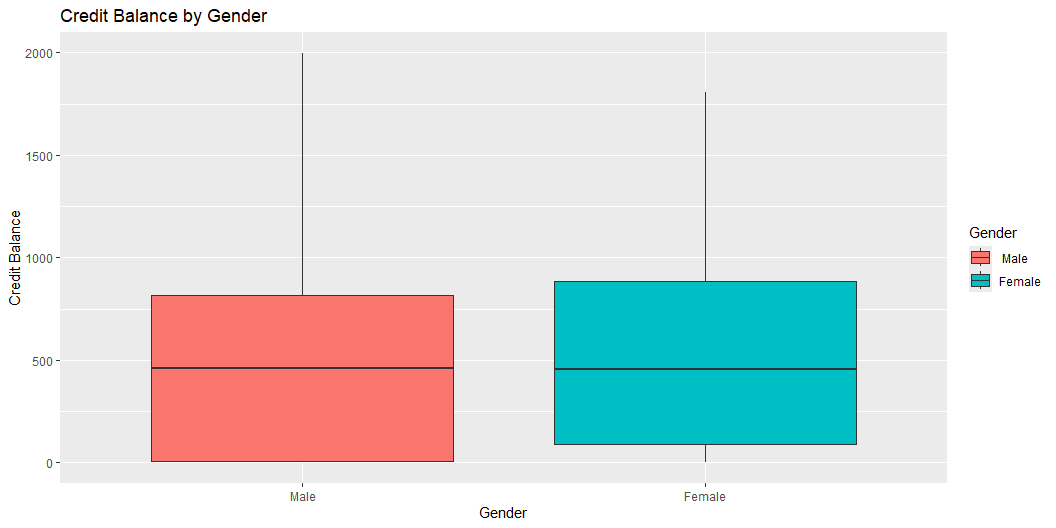 Credit Balance by Gender
2000
1500
1000
500
0
Credit Balance
Male
Female
Gender
Gender
Male
Female